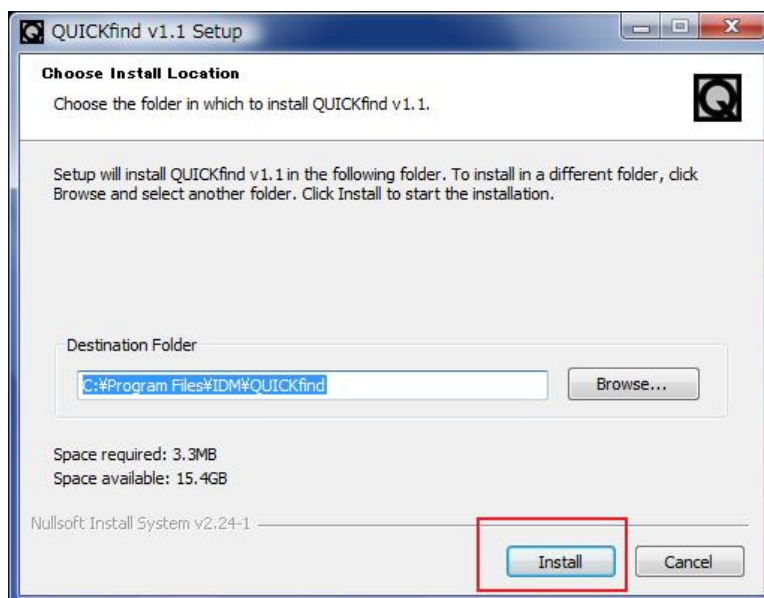 QUICKfind v1.1 Setup
Choose Install Location
Choose the folder in which to install QUICKfind v1.1.
Setup will install QUICKfind v1.1 in the following folder. To install in a different folder, click
Browse and select another folder. Click Install to start the installation.
Destination Folder
C:¥Program Files¥IDM¥QUICKfind
Browse...
Space required: 3.3MB
Space available: 15.4GB
Nullsoft Install System v2.24-1
Install
Cancel